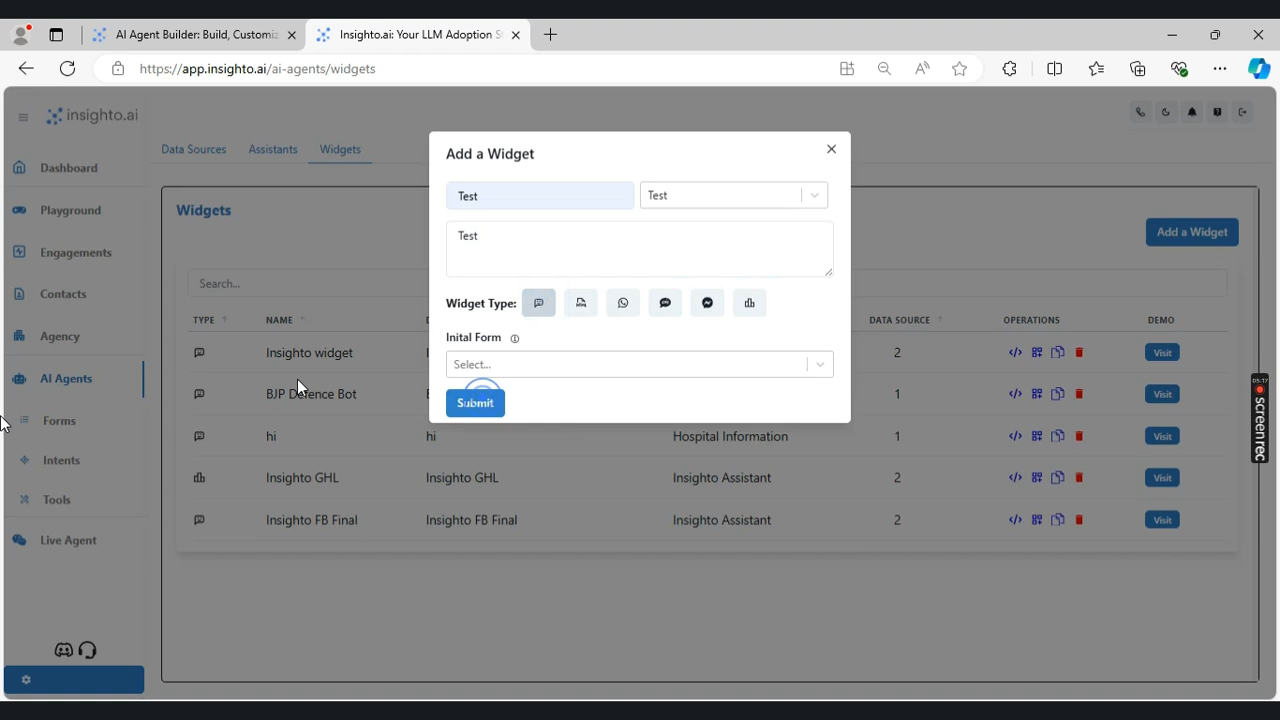 AI Agent Builder: Build, Customiz
Insighto.ai: Your LLM Adoption S
https://app.insighto.ai/ai-agents/widgets
insighto.ai
Data Sources Assistants Widgets
Dashboard
Playground
Engagements
Contacts
Agency
AI Agents
Forms
Intents
Tools
Live Agent
Widgets
Add a Widget
Search...
TYPE NAME D DATA SOURCE OPERATIONS DEMO
Insighto widget I 2 Visit
BJP Defence Bot 1 Visit
hi hi Hospital Information 1 Visit
Insighto GHL Insighto GHL Insighto Assistant 2 Visit
Insighto FB Final Insighto FB Final Insighto Assistant 2 Visit
Add a Widget
Test Test
Test
Widget Type:
Inital Form
Select...
Submit
05:17
screenrec